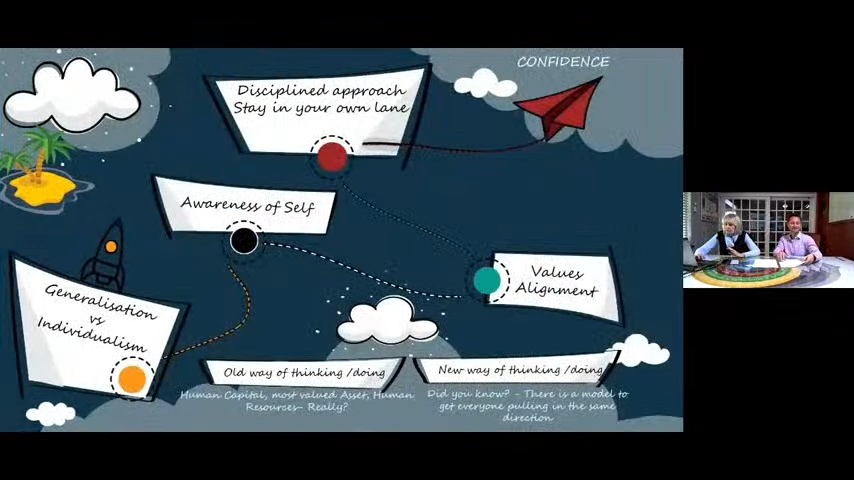 CONFIDENCE
Disciplined approach
Stay in your own lane
Awareness of Self
Values
Alignment
Generalisation
vs
Individualism
Old way of thinking /doing
New way of thinking /doing
Human Capital, most valued Asset, Human
Resources- Really?
Did you know? - There is a model to
get everyone pulling in the same
direction